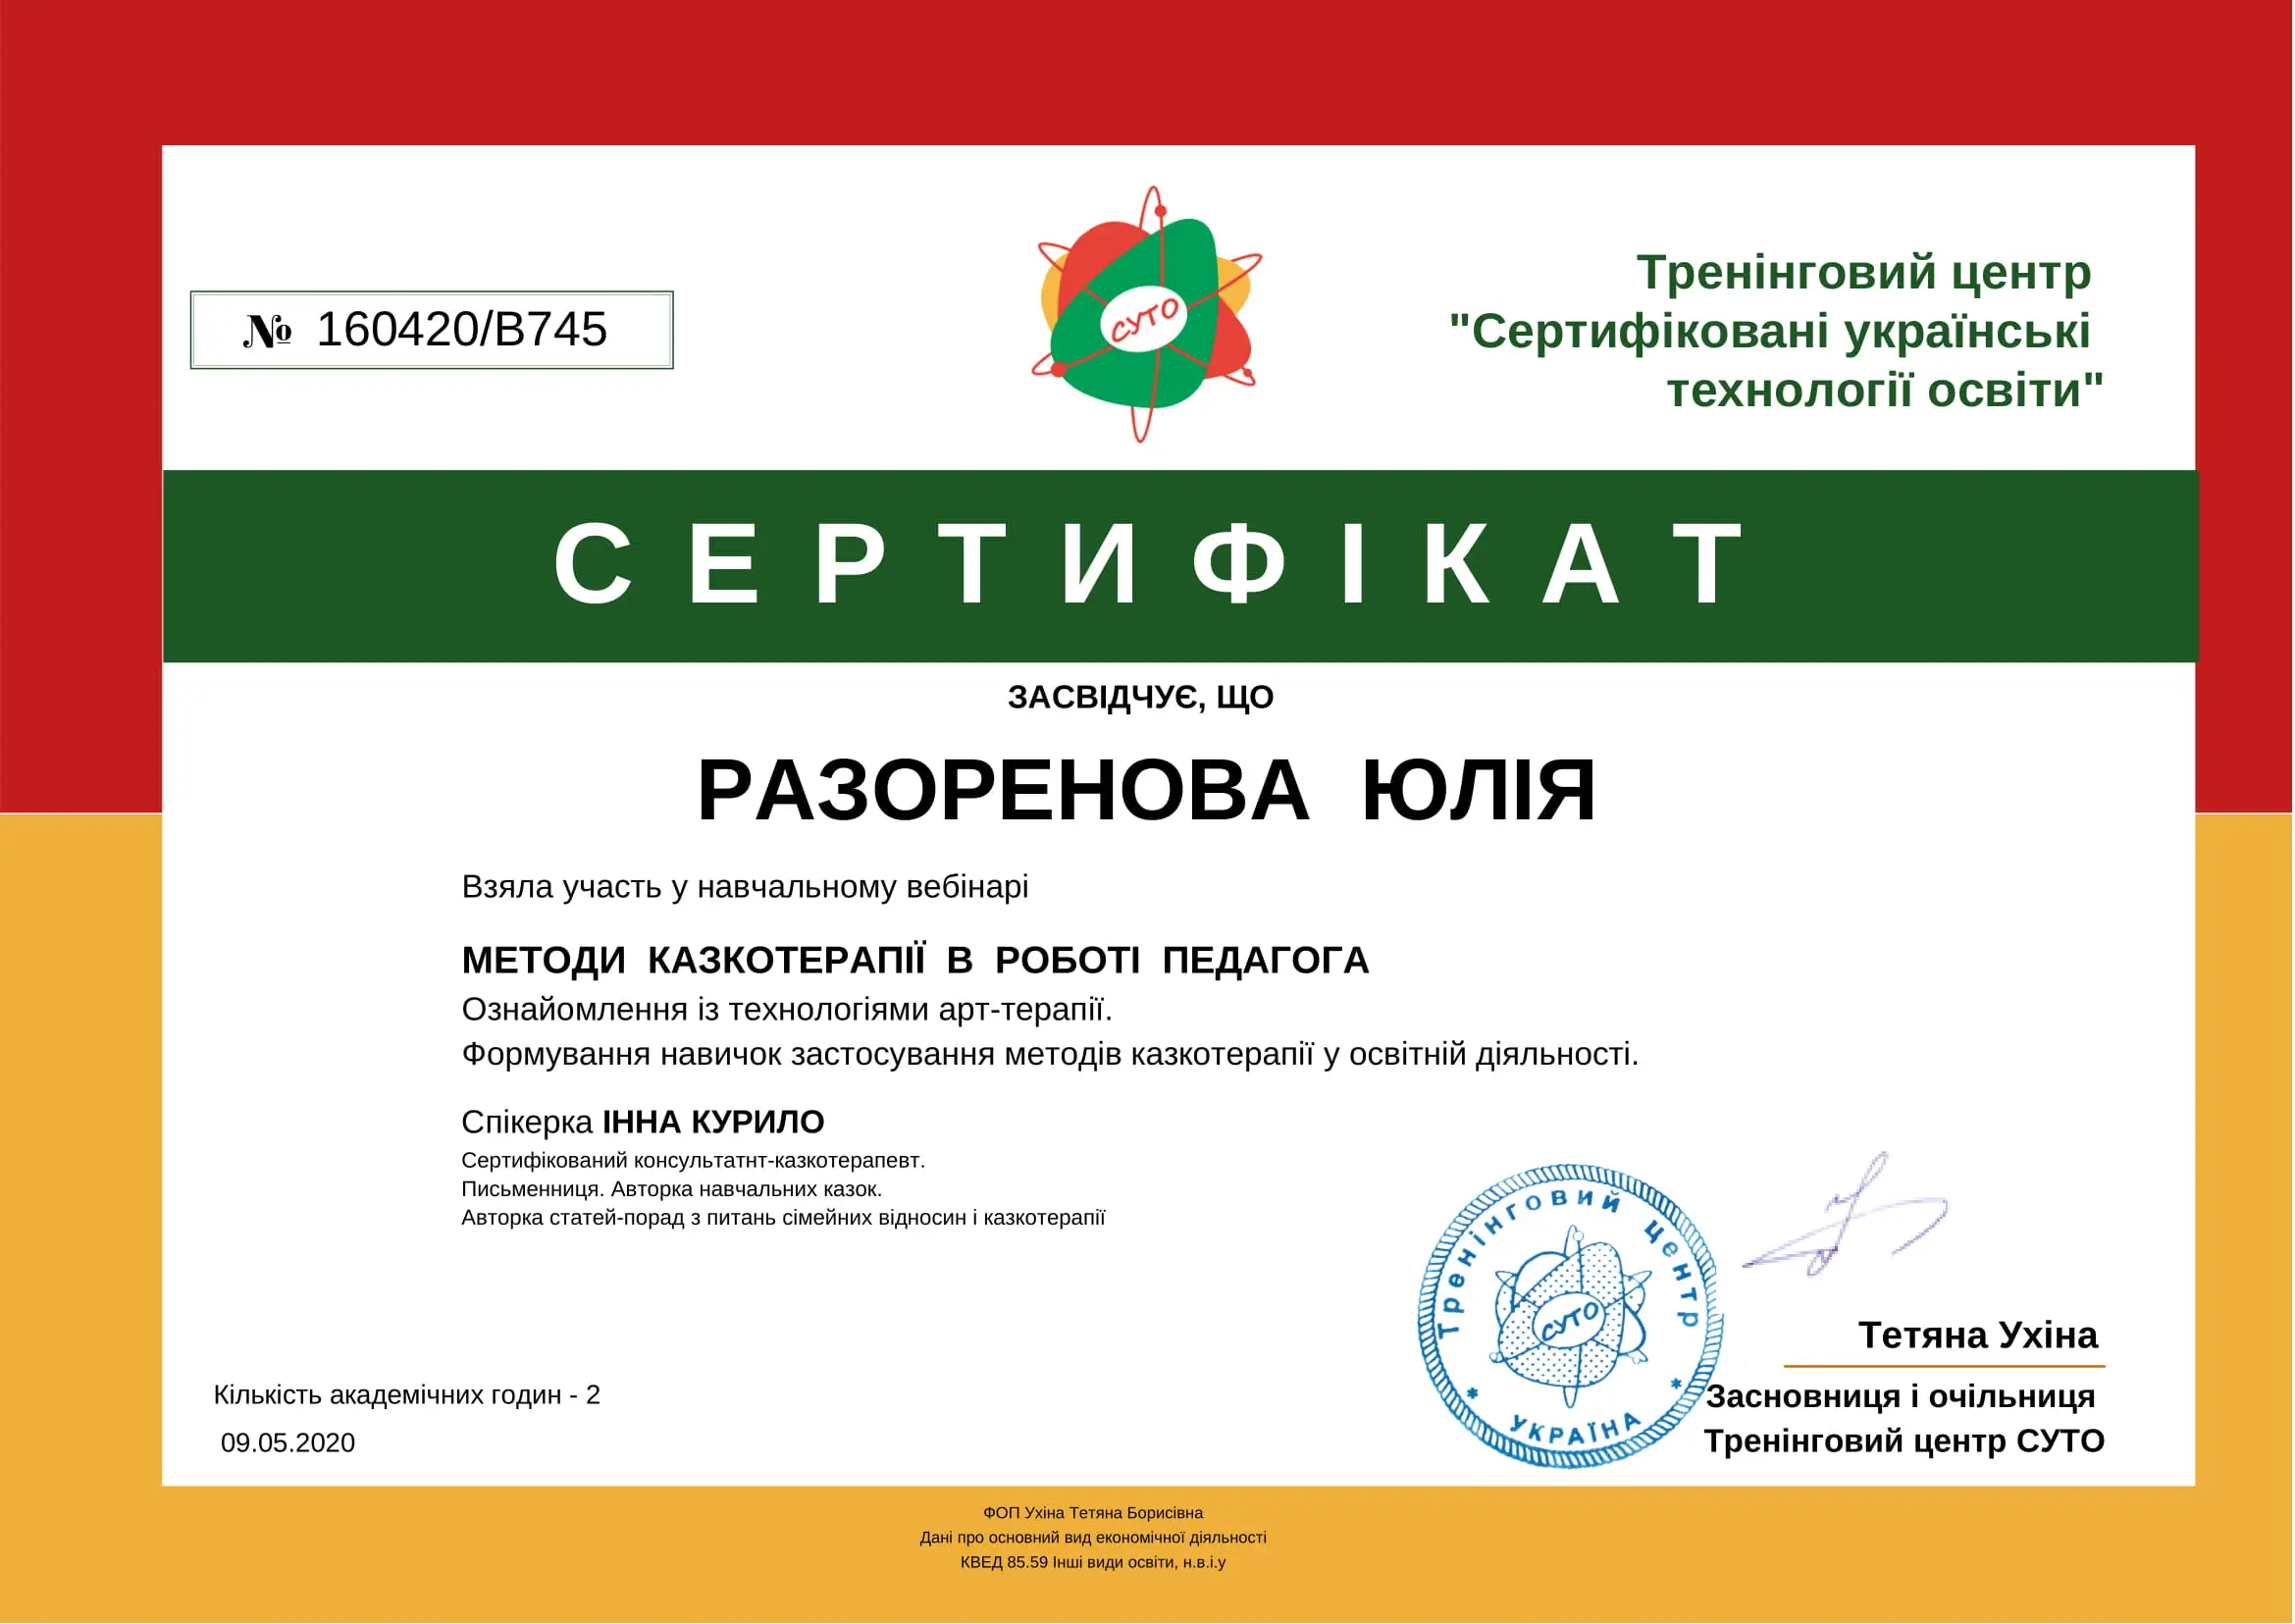 № 160420/В745
СУТО
Тренінговий центр
"Сертифіковані українські
технології освіти"
СЕРТИФІКАТ
ЗАСВІДЧУЄ, ЩО
РАЗОРЕНОВА ЮЛІЯ
Взяла участь у навчальному вебінарі
МЕТОДИ КАЗКОТЕРАПІЇ В РОБОТІ ПЕДАГОГА
Ознайомлення із технологіями арт-терапії.
Формування навичок застосування методів казкотерапії у освітній діяльності.
Спікерка ІННА КУРИЛО
Сертифікований консультатнт-казкотерапевт.
Письменниця. Авторка навчальних казок.
Авторка статей-порад з питань сімейних відносин і казкотерапії
Тренінговий центр
СУТО
* УКРАЇНА *
Тетяна Ухіна
Засновниця і очільниця
Тренінговий центр СУТО
Кількість академічних годин - 2
09.05.2020
ФОП Ухіна Тетяна Борисівна
Дані про основний вид економічної діяльності
КВЕД 85.59 Інші види освіти, н.в.і.у